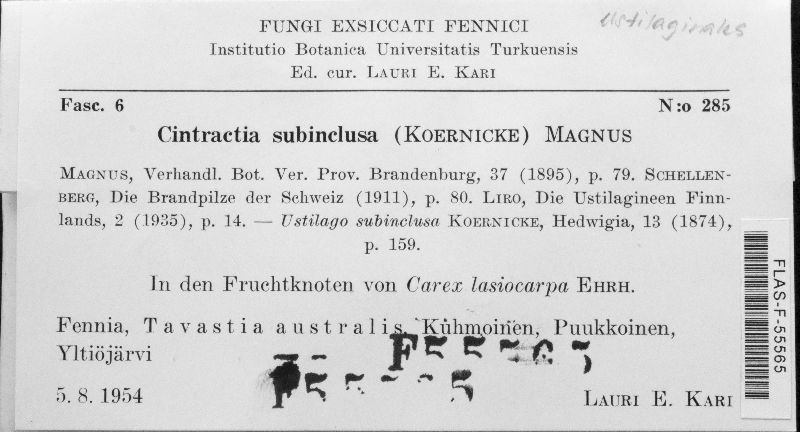 Ustilaginales
FUNGI EXSICCATI FENNICI
Institutio Botanica Universitatis Turkuensis
Ed. cur. LAURI E. KARI
Fasc. 6 N:o 285
Cintractia subinclusa (KOERNICKE) MAGNUS
MAGNUS, Verhandl. Bot. Ver. Prov. Brandenburg, 37 (1895), p. 79. SCHELLEN-
BERG, Die Brandpilze der Schweiz (1911), p. 80. LIRO, Die Ustilagineen Finn-
lands, 2 (1935), p. 14. — Ustilago subinclusa KOERNICKE, Hedwigia, 13 (1874),
p. 159.
In den Fruchtknoten von Carex lasiocarpa EHRH.
Fennia, Tavastia australis, Kuhmoinen, Puukkoinen,
Yltiöjärvi
5. 8. 1954 LAURI E. KARI
FLAS-F-55565